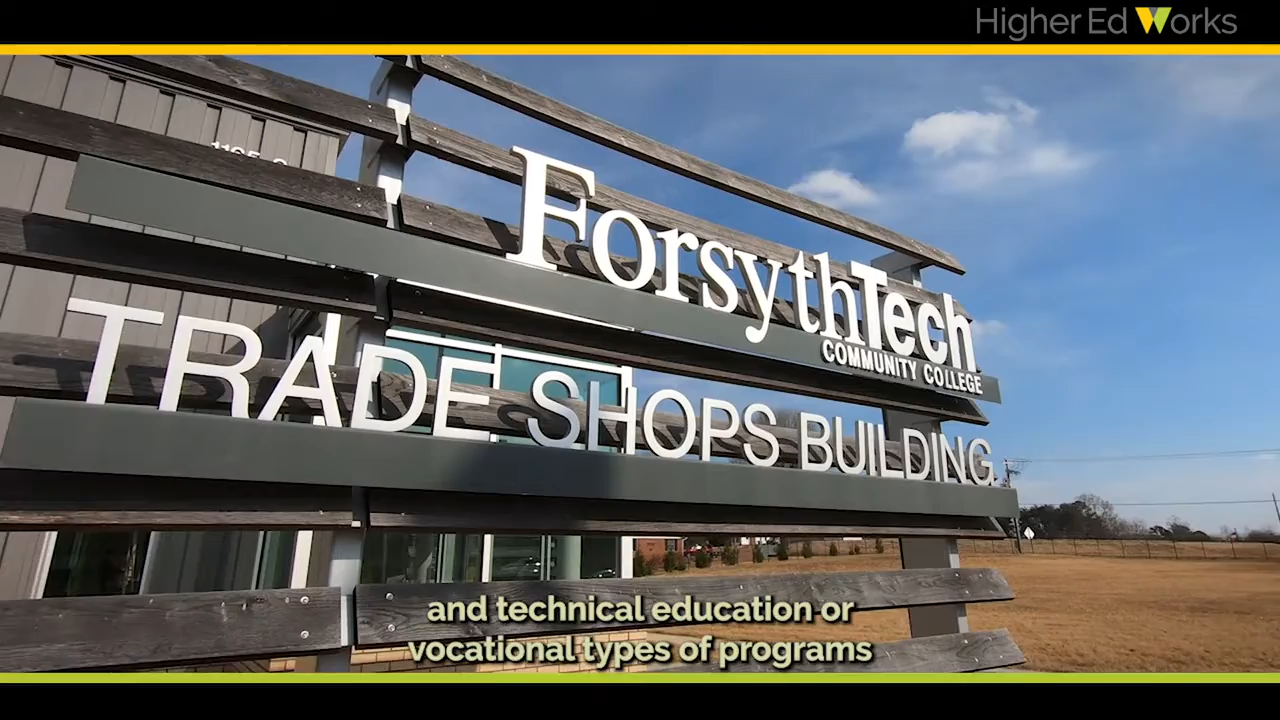 Higher Ed Works
ForsythTech
COMMUNITY COLLEGE
TRADE SHOPS BUILDING
and technical education or
vocational types of programs